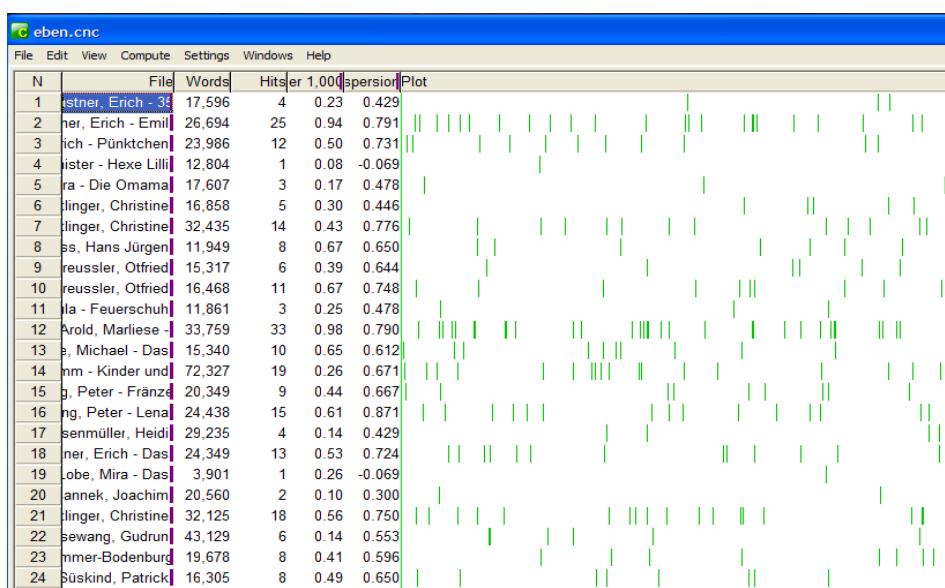 eben.cnc
File Edit View Compute Settings Windows Help
N File Words Hits er 1,000 spersion Plot
1 istner, Erich - 35 17,596 4 0.23 0.429
2 ner, Erich - Emil 26,694 25 0.94 0.791
3 rich - Pünktchen 23,986 12 0.50 0.731
4 ister - Hexe Lilli 12,804 1 0.08 -0.069
5 ra - Die Omama 17,607 3 0.17 0.478
6 tlinger, Christine 16,858 5 0.30 0.446
7 tlinger, Christine 32,435 14 0.43 0.776
8 ss, Hans Jürgen 11,949 8 0.67 0.650
9 reussler, Otfried 15,317 6 0.39 0.644
10 reussler, Otfried 16,468 11 0.67 0.748
11 la - Feuerschuh 11,861 3 0.25 0.478
12 Arold, Marliese - 33,759 33 0.98 0.790
13 e, Michael - Das 15,340 10 0.65 0.612
14 mm - Kinder und 72,327 19 0.26 0.671
15 g, Peter - Fränze 20,349 9 0.44 0.667
16 ng, Peter - Lena 24,438 15 0.61 0.871
17 senmüller, Heidi 29,235 4 0.14 0.429
18 tner, Erich - Das 24,349 13 0.53 0.724
19 Lobe, Mira - Das 3,901 1 0.26 -0.069
20 annek, Joachim 20,560 2 0.10 0.300
21 tlinger, Christine 32,125 18 0.56 0.750
22 sewang, Gudrun 43,129 6 0.14 0.553
23 mmer-Bodenburg 19,678 8 0.41 0.596
24 Süskind, Patrick 16,305 8 0.49 0.650